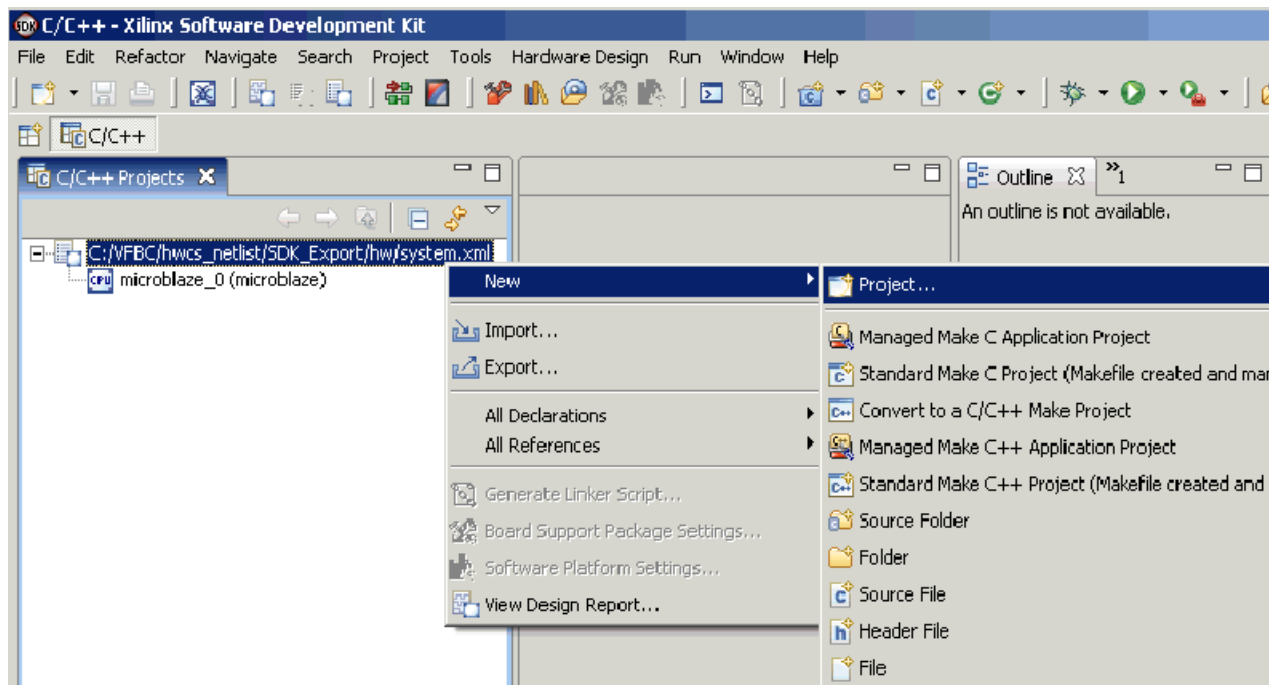 C/C++ - Xilinx Software Development Kit
File Edit Refactor Navigate Search Project Tools Hardware Design Run Window Help
C/C++
C/C++ Projects
Outline
1
An outline is not available.
C:/VFBC/hwcs_netlist/SDK_Export/hw/system.xml
microblaze_0 (microblaze)
New
Import...
Export...
All Declarations
All References
Generate Linker Script...
Board Support Package Settings...
Software Platform Settings...
View Design Report...
Project...
Managed Make C Application Project
Standard Make C Project (Makefile created and mar
Convert to a C/C++ Make Project
Managed Make C++ Application Project
Standard Make C++ Project (Makefile created and
Source Folder
Folder
Source File
Header File
File